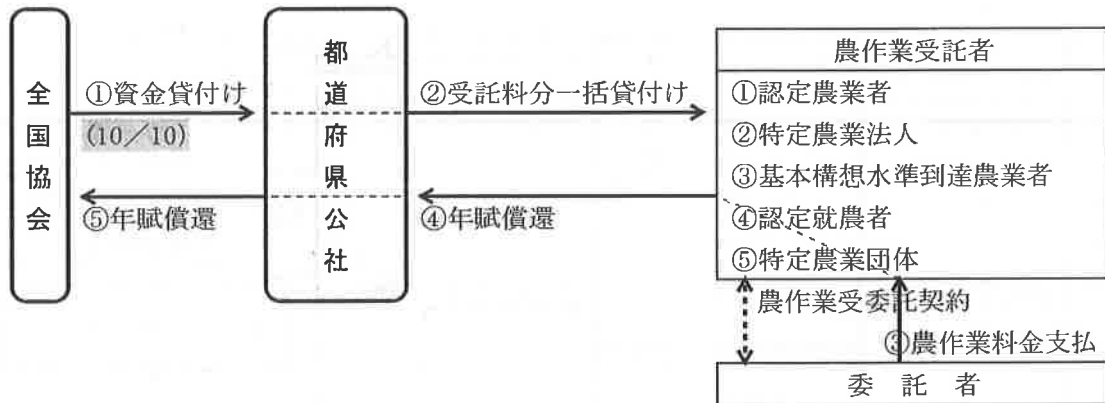 全国協会
①資金貸付け
(10／10)
⑤年賦償還
都道府県公社
②受託料分一括貸付け
④年賦償還
農作業受託者
①認定農業者
②特定農業法人
③基本構想水準到達農業者
④認定就農者
⑤特定農業団体
農作業受委託契約
③農作業料金支払
委託者